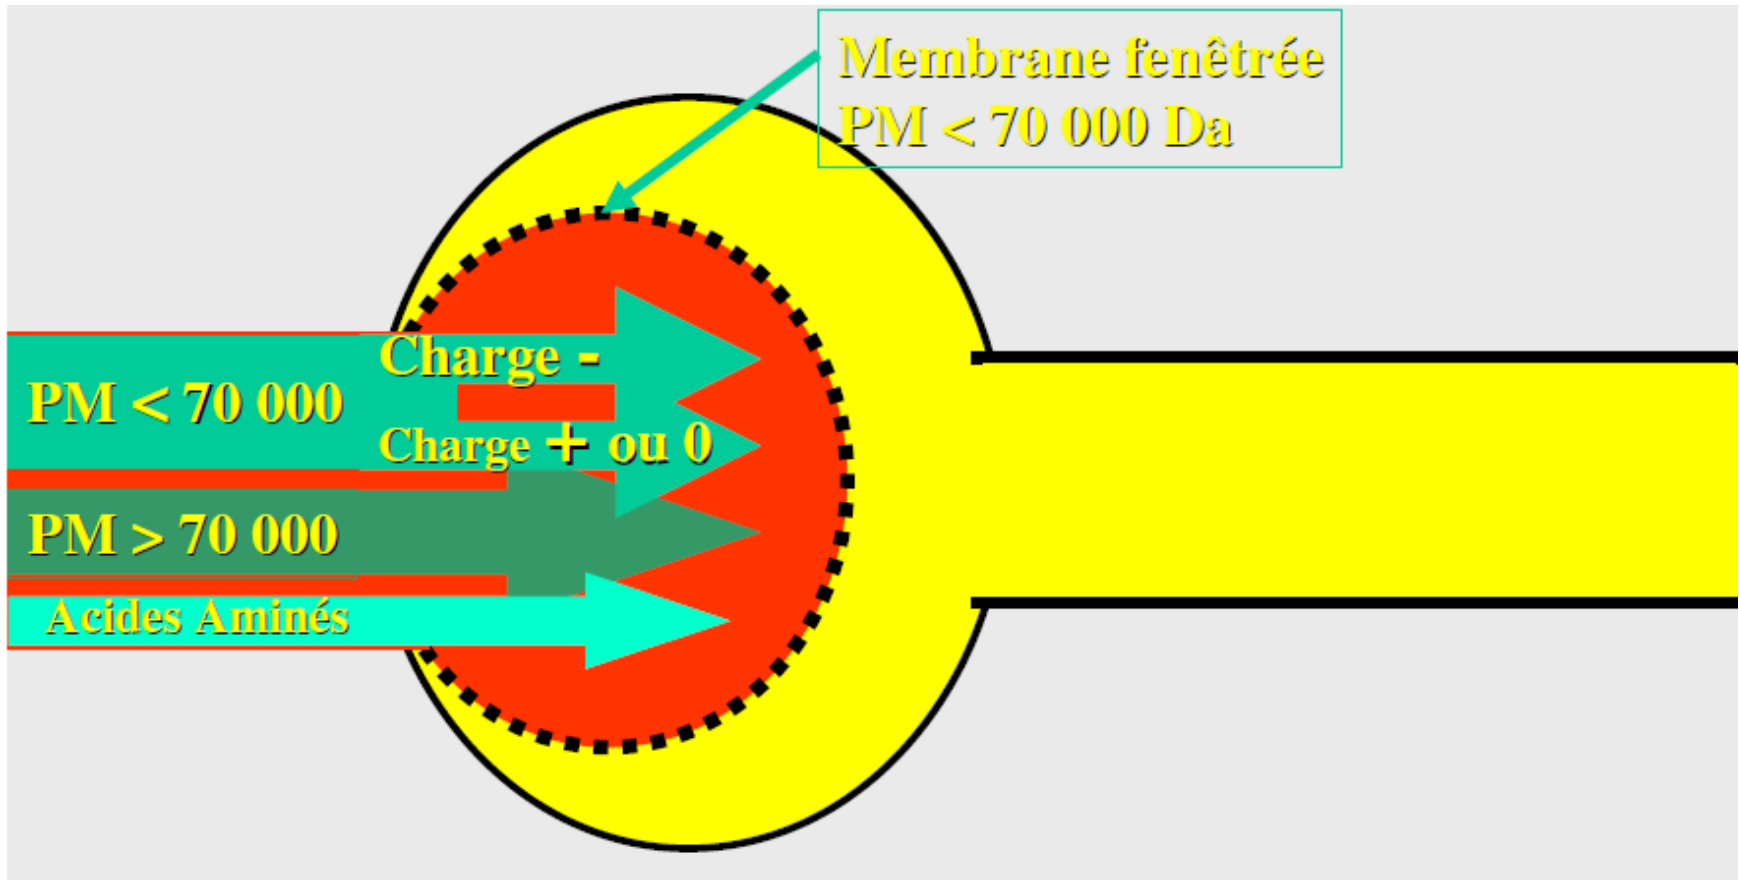 Membrane fenêtrée
PM < 70 000 Da
Charge -
PM < 70 000
Charge + ou 0
PM > 70 000
Acides Aminés